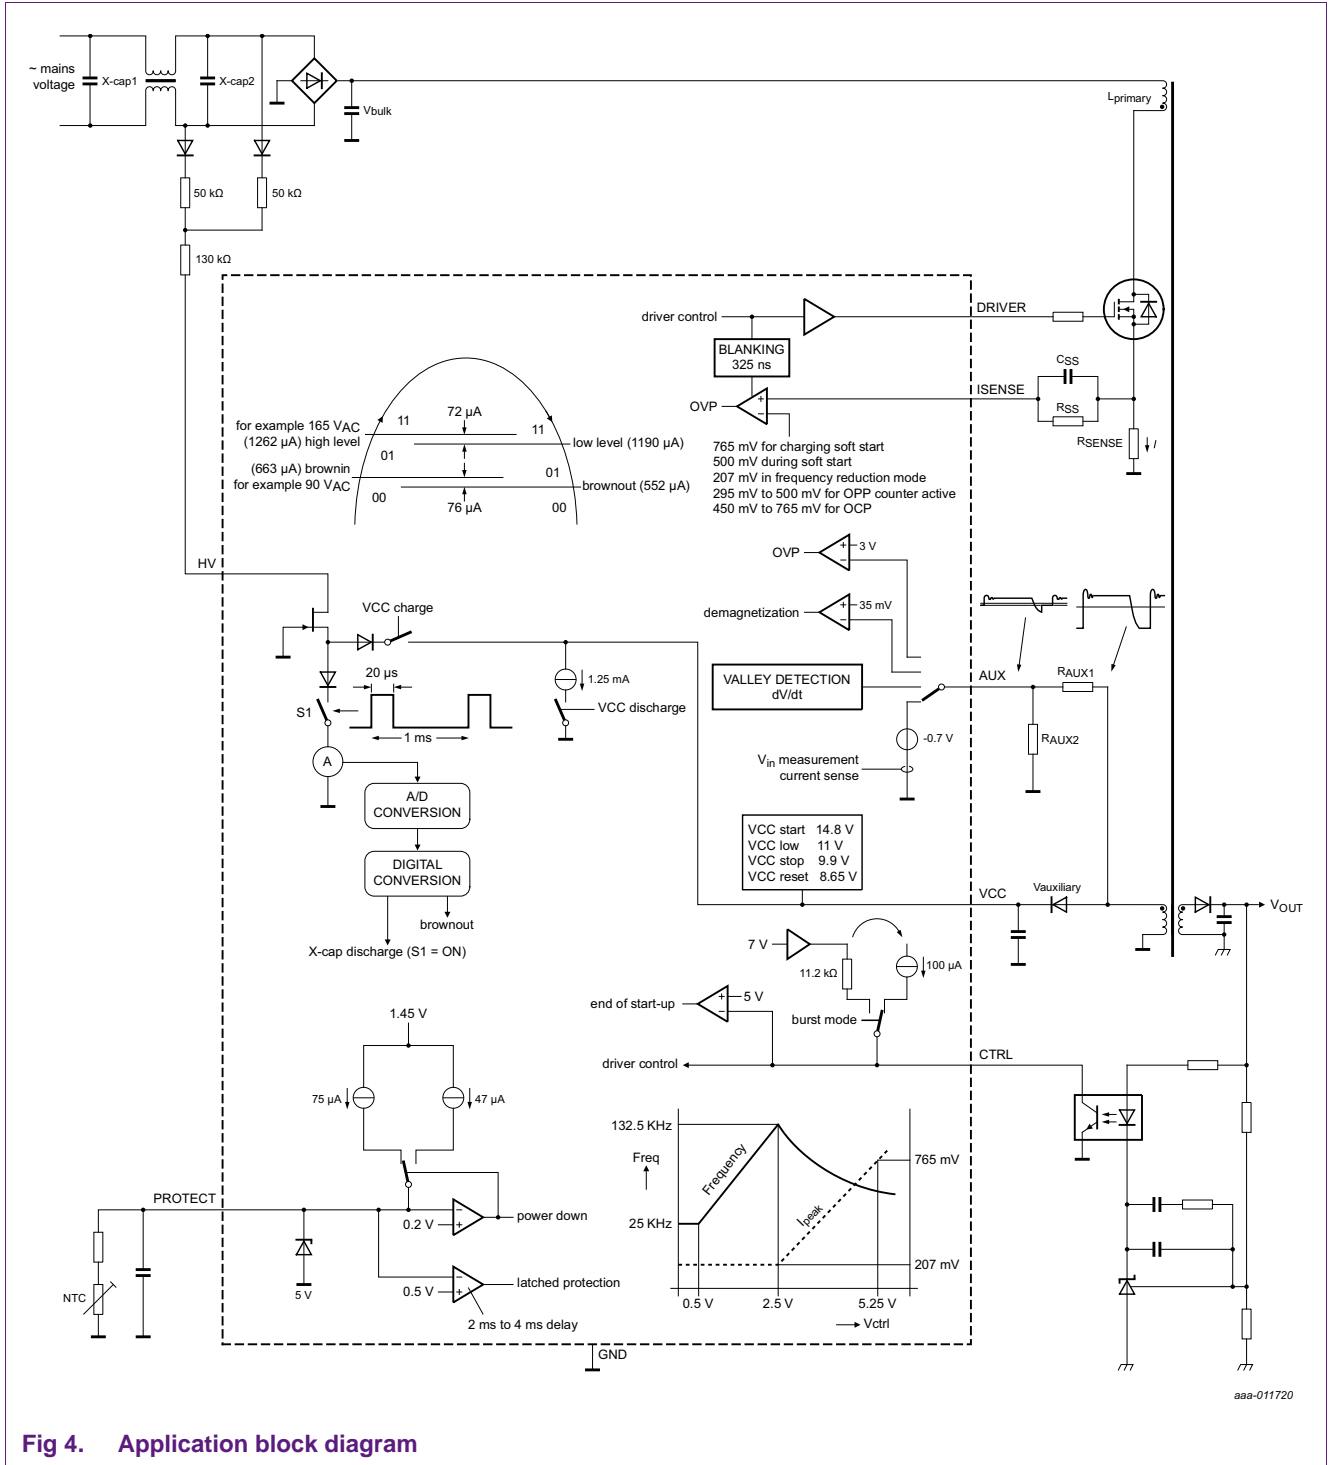 ~ mains
voltage
X-cap1
X-cap2
Vbulk
Lprimary
50 kΩ
50 kΩ
130 kΩ
driver control
DRIVER
BLANKING
325 ns
CSS
ISENSE
OVP
RSS
RSENSE
I
72 μA
for example 165 VAC
(1262 μA) high level
11
11
low level (1190 μA)
01
(663 μA) brownin
for example 90 VAC
01
brownout (552 μA)
00
76 μA
00
765 mV for charging soft start
500 mV during soft start
207 mV in frequency reduction mode
295 mV to 500 mV for OPP counter active
450 mV to 765 mV for OCP
OVP
3 V
HV
VCC charge
demagnetization
35 mV
20 μs
1.25 mA
VALLEY DETECTION
dV/dt
AUX
RAUX1
S1
VCC discharge
1 ms
-0.7 V
RAUX2
A
Vin measurement
current sense
A/D
CONVERSION
VCC start 14.8 V
VCC low 11 V
VCC stop 9.9 V
VCC reset 8.65 V
DIGITAL
CONVERSION
VCC
Vauxiliary
VOUT
brownout
X-cap discharge (S1 = ON)
7 V
11.2 kΩ
100 μA
end of start-up
5 V
burst mode
1.45 V
driver control
CTRL
75 μA
47 μA
132.5 KHz
Freq
Frequency
765 mV
PROTECT
Ipeak
0.2 V
power down
25 KHz
207 mV
NTC
5 V
0.5 V
latched protection
0.5 V
2.5 V
5.25 V
2 ms to 4 ms delay
Vctrl
GND
aaa-011720
Fig 4. Application block diagram
+
−
+
−
+
−
+
−
−
+
−
+